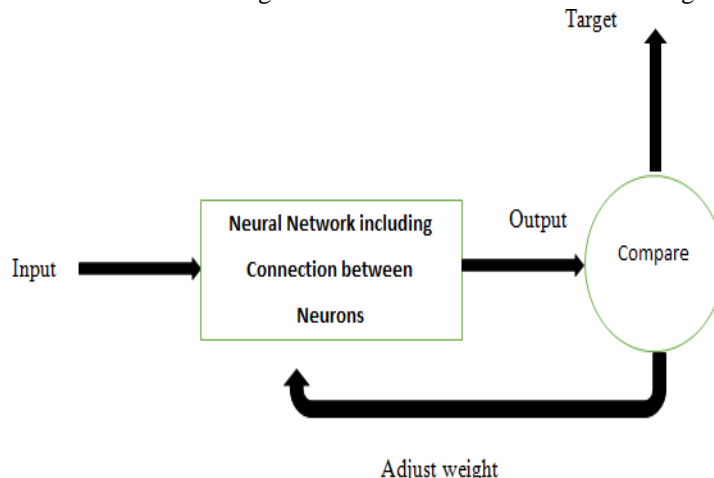 Target
Neural Network including
Connection between
Neurons
Input
Output
Compare
Adjust weight